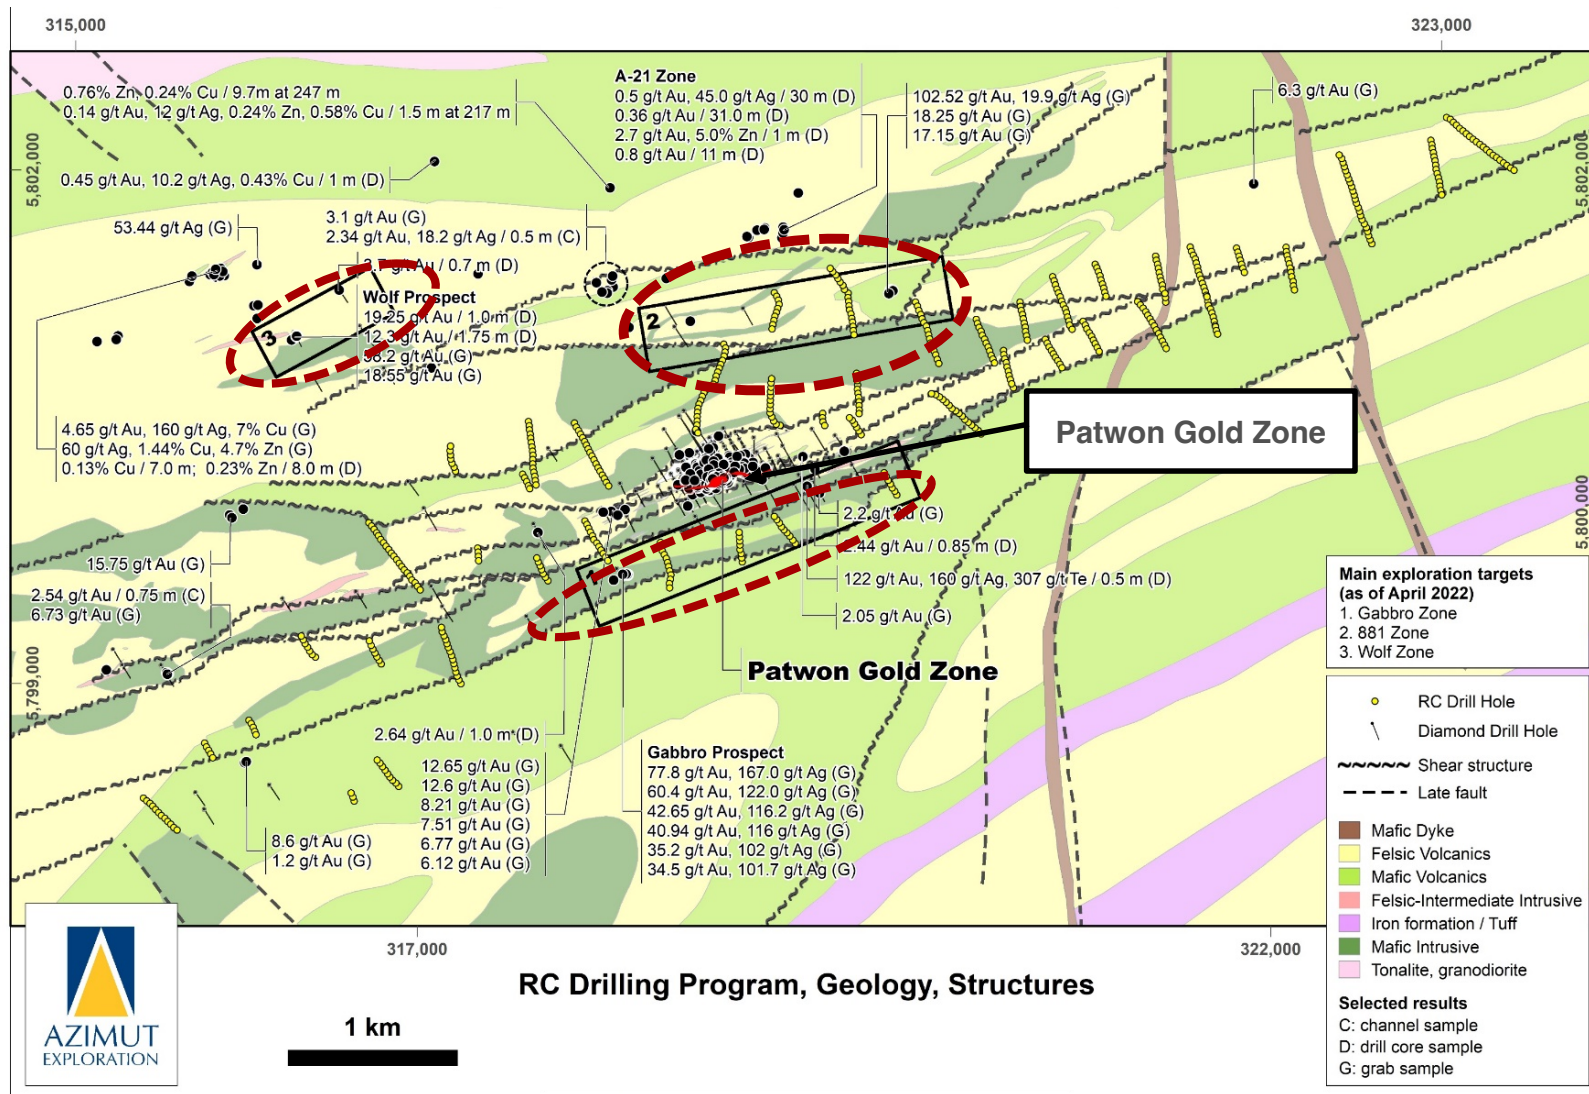 315,000
323,000
5,802,000
5,802,000
0.76% Zn, 0.24% Cu / 9.7m at 247 m
0.14 g/t Au, 12 g/t Ag, 0.24% Zn, 0.58% Cu / 1.5 m at 217 m
A-21 Zone
0.5 g/t Au, 45.0 g/t Ag / 30 m (D)
0.36 g/t Au / 31.0 m (D)
2.7 g/t Au, 5.0% Zn / 1 m (D)
0.8 g/t Au / 11 m (D)
102.52 g/t Au, 19.9 g/t Ag (G)
18.25 g/t Au (G)
17.15 g/t Au (G)
6.3 g/t Au (G)
0.45 g/t Au, 10.2 g/t Ag, 0.43% Cu / 1 m (D)
53.44 g/t Ag (G)
3.1 g/t Au (G)
2.34 g/t Au, 18.2 g/t Ag / 0.5 m (C)
3.7 g/t Au / 0.7 m (D)
Wolf Prospect
19.25 g/t Au / 1.0 m (D)
12.3 g/t Au / 1.75 m (D)
38.2 g/t Au (G)
18.55 g/t Au (G)
3
2
4.65 g/t Au, 160 g/t Ag, 7% Cu (G)
60 g/t Ag, 1.44% Cu, 4.7% Zn (G)
0.13% Cu / 7.0 m; 0.23% Zn / 8.0 m (D)
Patwon Gold Zone
5,800,000
2.2 g/t Au (G)
2.44 g/t Au / 0.85 m (D)
122 g/t Au, 160 g/t Ag, 307 g/t Te / 0.5 m (D)
2.05 g/t Au (G)
15.75 g/t Au (G)
2.54 g/t Au / 0.75 m (C)
6.73 g/t Au (G)
1
Patwon Gold Zone
5,799,000
2.64 g/t Au / 1.0 m (D)
12.65 g/t Au (G)
12.6 g/t Au (G)
8.21 g/t Au (G)
7.51 g/t Au (G)
6.77 g/t Au (G)
6.12 g/t Au (G)
Gabbro Prospect
77.8 g/t Au, 167.0 g/t Ag (G)
60.4 g/t Au, 122.0 g/t Ag (G)
42.65 g/t Au, 116.2 g/t Ag (G)
40.94 g/t Au, 116 g/t Ag (G)
35.2 g/t Au, 102 g/t Ag (G)
34.5 g/t Au, 101.7 g/t Ag (G)
8.6 g/t Au (G)
1.2 g/t Au (G)
Main exploration targets
(as of April 2022)
1. Gabbro Zone
2. 881 Zone
3. Wolf Zone
RC Drill Hole
Diamond Drill Hole
Shear structure
Late fault
Mafic Dyke
Felsic Volcanics
Mafic Volcanics
Felsic-Intermediate Intrusive
Iron formation / Tuff
Mafic Intrusive
Tonalite, granodiorite
Selected results
C: channel sample
D: drill core sample
G: grab sample
317,000
322,000
RC Drilling Program, Geology, Structures
1 km
AZIMUT
EXPLORATION